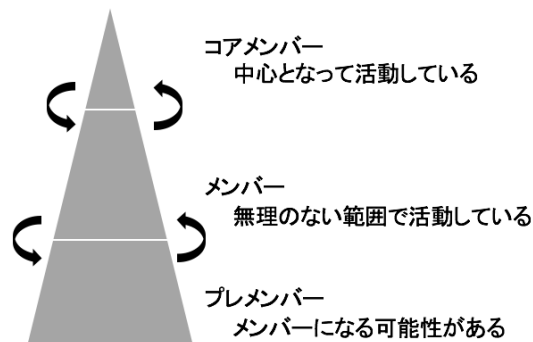 コアメンバー
中心となって活動している
メンバー
無理のない範囲で活動している
プレメンバー
メンバーになる可能性がある